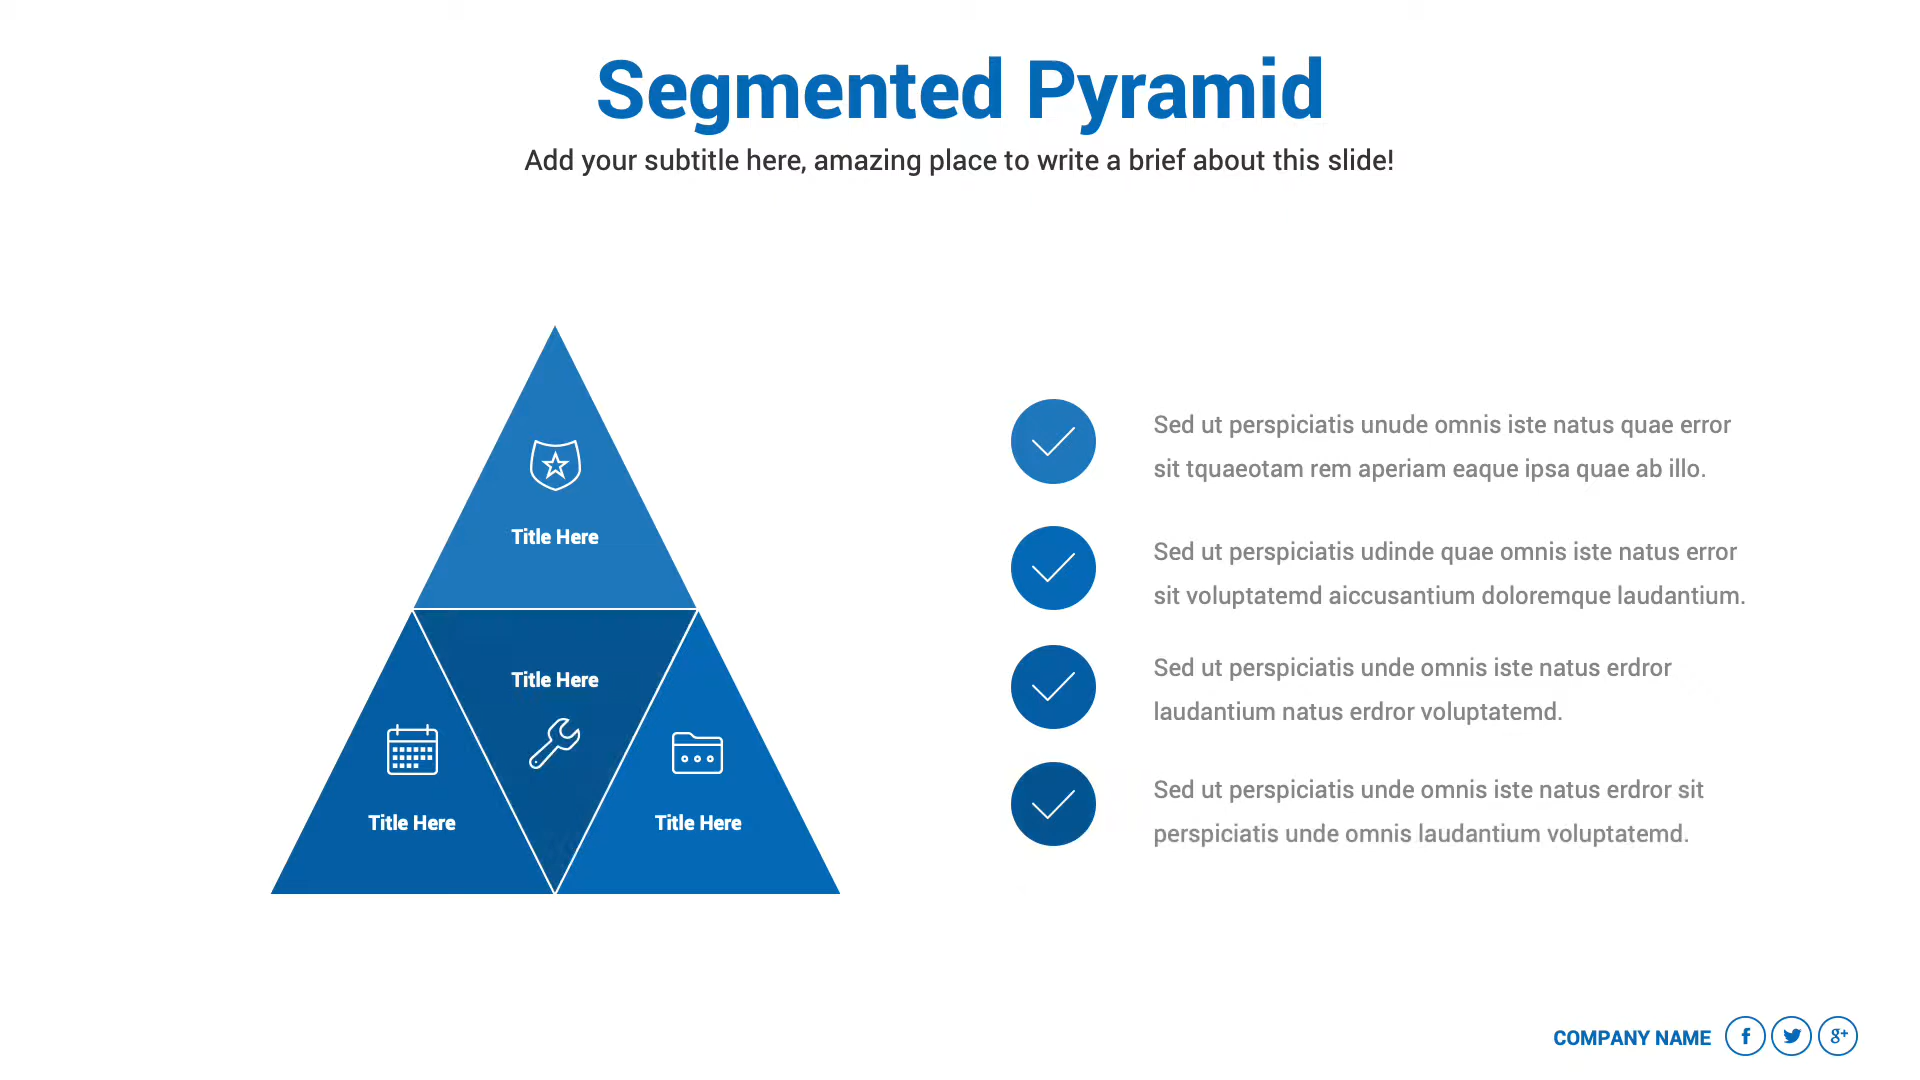 Segmented Pyramid
Add your subtitle here, amazing place to write a brief about this slide!
Title Here
Title Here
Title Here
Title Here
Sed ut perspiciatis unude omnis iste natus quae error
sit tquaeotam rem aperiam eaque ipsa quae ab illo.
Sed ut perspiciatis udinde quae omnis iste natus error
sit voluptatemd aiccusantium doloremque laudantium.
Sed ut perspiciatis unde omnis iste natus erdror
laudantium natus erdror voluptatemd.
Sed ut perspiciatis unde omnis iste natus erdror sit
perspiciatis unde omnis laudantium voluptatemd.
COMPANY NAME f g+